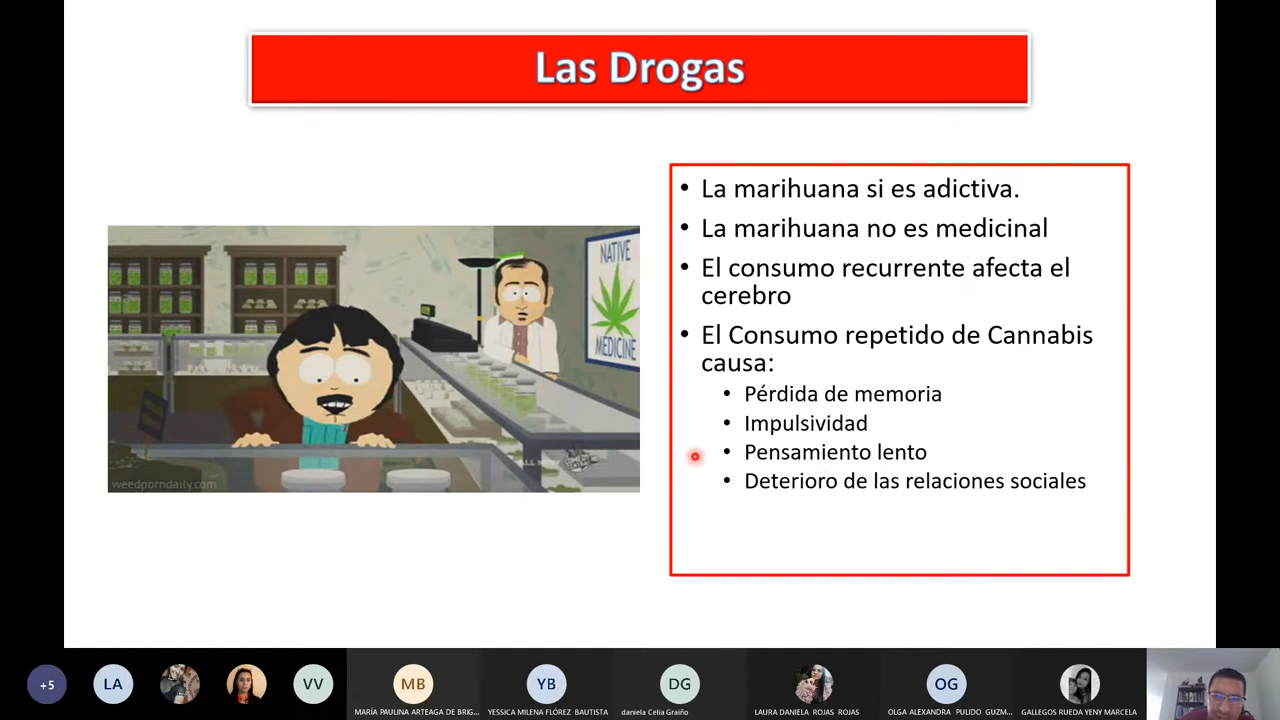 Las Drogas
• La marihuana si es adictiva.
• La marihuana no es medicinal
• El consumo recurrente afecta el
cerebro
• El Consumo repetido de Cannabis
causa:
• Pérdida de memoria
• Impulsividad
• Pensamiento lento
• Deterioro de las relaciones sociales
NATIVE
MEDICINE
weedporndaily.com
+5
LA
VV
MB
YB
DG
OG
MARÍA PAULINA ARTEAGA DE BRIG...
YESSICA MILENA FLÓREZ BAUTISTA
daniela Celia Graiño
LAURA DANIELA ROJAS ROJAS
OLGA ALEXANDRA PULIDO GUZM...
GALLEGOS RUEDA YENY MARCELA